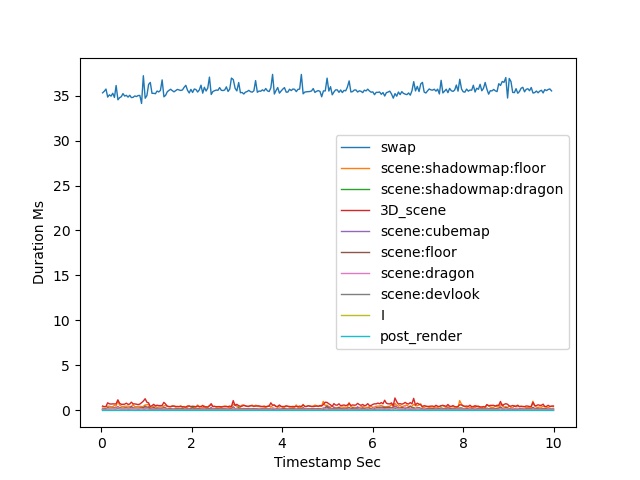 35
30
25
20
15
10
5
0
Duration Ms
swap
scene:shadowmap:floor
scene:shadowmap:dragon
3D_scene
scene:cubemap
scene:floor
scene:dragon
scene:devlook
I
post_render
0 2 4 6 8 10
Timestamp Sec